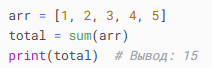 arr = [1, 2, 3, 4, 5]
total = sum(arr)
print(total)  # Вывод: 15